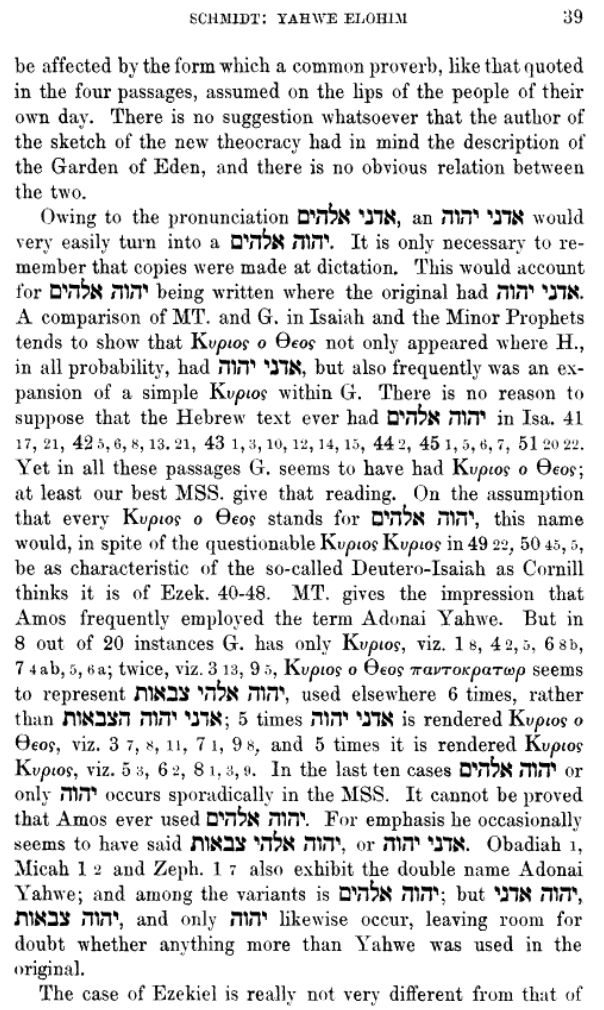 SCHMIDT: YAHWE ELOHIM 39
be affected by the form which a common proverb, like that quoted
in the four passages, assumed on the lips of the people of their
own day. There is no suggestion whatsoever that the author of
the sketch of the new theocracy had in mind the description of
the Garden of Eden, and there is no obvious relation between
the two.
Owing to the pronunciation אדני אלהים, an אדני יהוה would
very easily turn into a יהוה אלהים. It is only necessary to re-
member that copies were made at dictation. This would account
for יהוה אלהים being written where the original had אדני יהוה.
A comparison of MT. and G. in Isaiah and the Minor Prophets
tends to show that Κυριος ο Θεος not only appeared where H.,
in all probability, had אדני יהוה, but also frequently was an ex-
pansion of a simple Κυριος within G. There is no reason to
suppose that the Hebrew text ever had יהוה אלהים in Isa. 41
17, 21, 42 5, 6, 8, 13. 21, 43 1, 3, 10, 12, 14, 15, 44 2, 45 1, 5, 6, 7, 51 20 22.
Yet in all these passages G. seems to have had Κυριος ο Θεος;
at least our best MSS. give that reading. On the assumption
that every Κυριος ο Θεος stands for יהוה אלהים, this name
would, in spite of the questionable Κυριος Κυριος in 49 22, 50 45, 5,
be as characteristic of the so-called Deutero-Isaiah as Cornill
thinks it is of Ezek. 40-48. MT. gives the impression that
Amos frequently employed the term Adonai Yahwe. But in
8 out of 20 instances G. has only Κυριος, viz. 1 8, 4 2, 5, 6 8b,
7 4ab, 5, 6a; twice, viz. 3 13, 9 5, Κυριος ο Θεος παντοκρατωρ seems
to represent יהוה אלהי צבאות, used elsewhere 6 times, rather
than אדני יהוה הצבאות; 5 times אדני יהוה is rendered Κυριος ο
Θεος, viz. 3 7, 8, 11, 7 1, 9 8, and 5 times it is rendered Κυριος
Κυριος, viz. 5 3, 6 2, 8 1, 3, 9. In the last ten cases יהוה אלהים or
only יהוה occurs sporadically in the MSS. It cannot be proved
that Amos ever used יהוה אלהים. For emphasis he occasionally
seems to have said יהוה אלהי צבאות, or אדני יהוה. Obadiah 1,
Micah 1 2 and Zeph. 1 7 also exhibit the double name Adonai
Yahwe; and among the variants is יהוה אלהים; but יהוה אדני,
יהוה צבאות, and only יהוה likewise occur, leaving room for
doubt whether anything more than Yahwe was used in the
original.
The case of Ezekiel is really not very different from that of